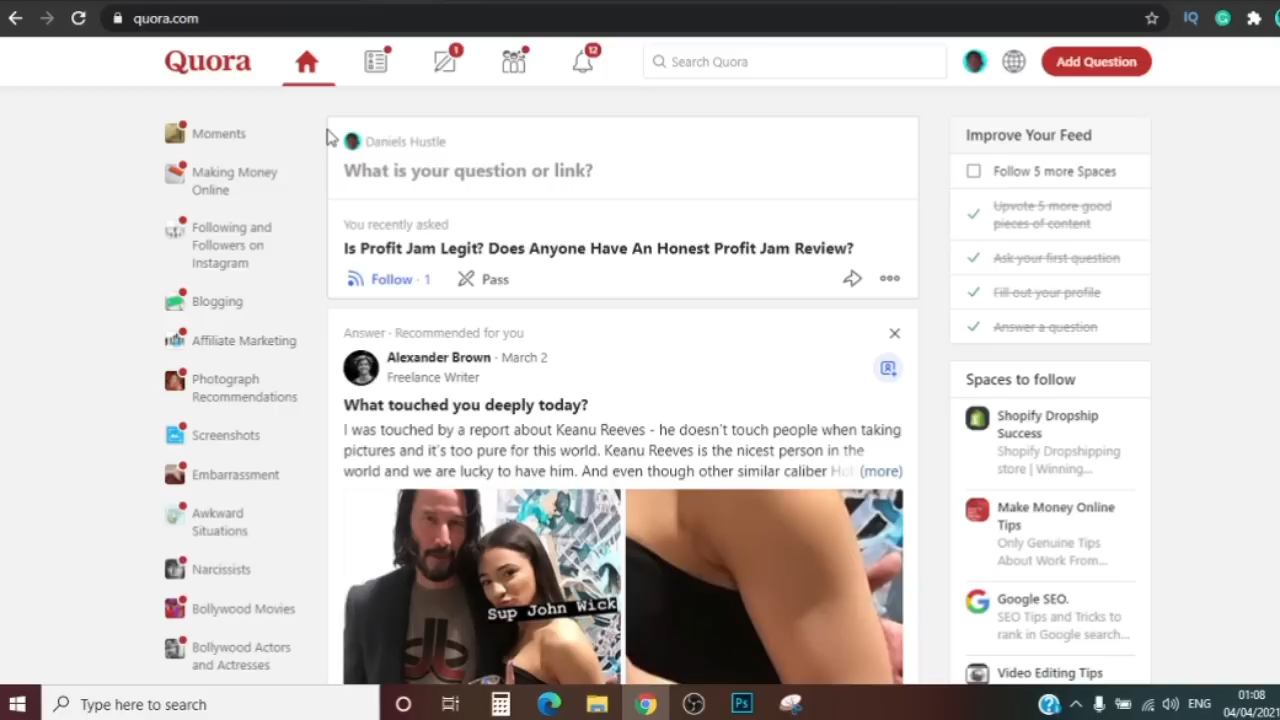 quora.com
IQ
Quora
1
12
Search Quora
Add Question
Moments
Making Money
Online
Following and
Followers on
Instagram
Blogging
Affiliate Marketing
Photograph
Recommendations
Screenshots
Embarrassment
Awkward
Situations
Narcissists
Bollywood Movies
Bollywood Actors
and Actresses
Daniels Hustle
What is your question or link?
You recently asked
Is Profit Jam Legit? Does Anyone Have An Honest Profit Jam Review?
Follow · 1
Pass
Answer · Recommended for you
Alexander Brown · March 2
Freelance Writer
What touched you deeply today?
I was touched by a report about Keanu Reeves - he doesn't touch people when taking
pictures and it's too pure for this world. Keanu Reeves is the nicest person in the
world and we are lucky to have him. And even though other similar caliber (more)
Sup John Wick
Improve Your Feed
Follow 5 more Spaces
Upvote 5 more good
pieces of content
Ask your first question
Fill out your profile
Answer a question
Spaces to follow
Shopify Dropship
Success
Shopify Dropshipping
store | Winning...
Make Money Online
Tips
Only Genuine Tips
About Work From...
Google SEO.
SEO Tips and Tricks to
rank in Google search...
Video Editing Tips
Type here to search
Ps
ENG
01:08
04/04/2021